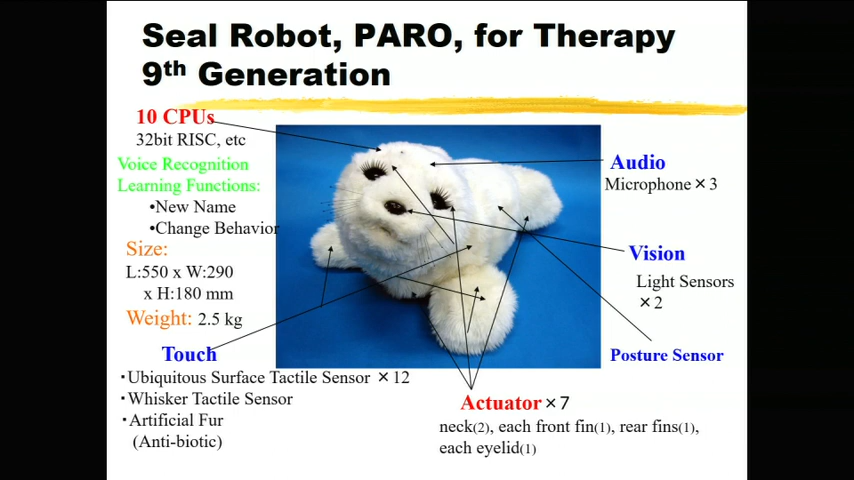 Seal Robot, PARO, for Therapy
9th Generation
10 CPUs
32bit RISC, etc
Voice Recognition
Learning Functions:
•New Name
•Change Behavior
Size:
L:550 x W:290
x H:180 mm
Weight: 2.5 kg
Touch
・Ubiquitous Surface Tactile Sensor ×12
・Whisker Tactile Sensor
・Artificial Fur
(Anti-biotic)
Audio
Microphone×3
Vision
Light Sensors
×2
Posture Sensor
Actuator×7
neck(2), each front fin(1), rear fins(1),
each eyelid(1)